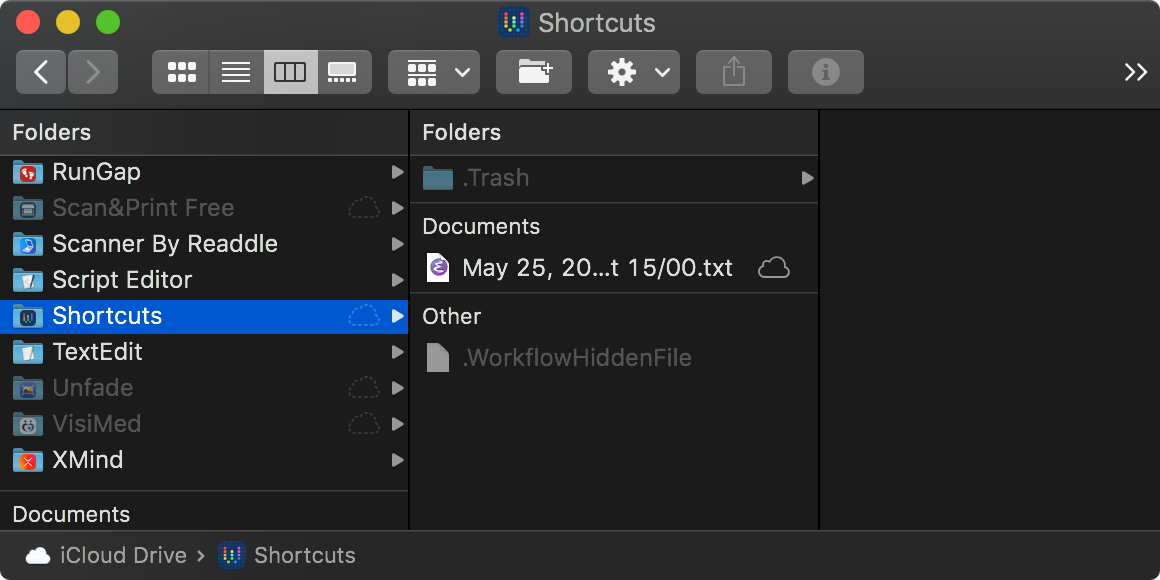 Shortcuts
Folders
RunGap
Scan&Print Free
Scanner By Readdle
Script Editor
Shortcuts
TextEdit
Unfade
VisiMed
XMind
Documents
Folders
.Trash
Documents
May 25, 20...t 15/00.txt
Other
.WorkflowHiddenFile
iCloud Drive › Shortcuts